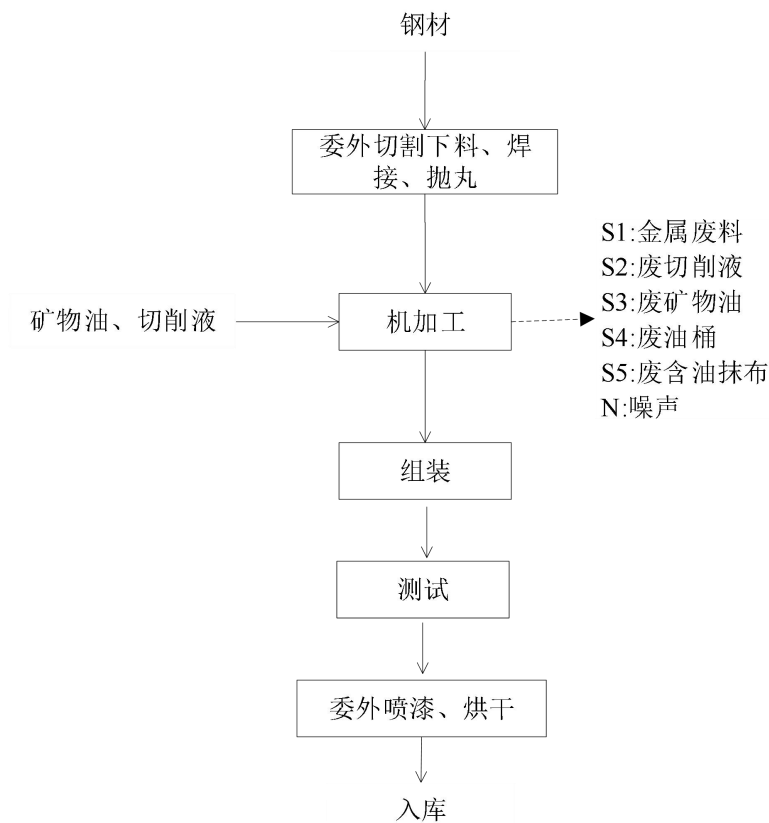 钢材
委外切割下料、焊
接、抛丸
S1:金属废料
S2:废切削液
S3:废矿物油
S4:废油桶
S5:废含油抹布
N:噪声
矿物油、切削液
机加工
组装
测试
委外喷漆、烘干
入库